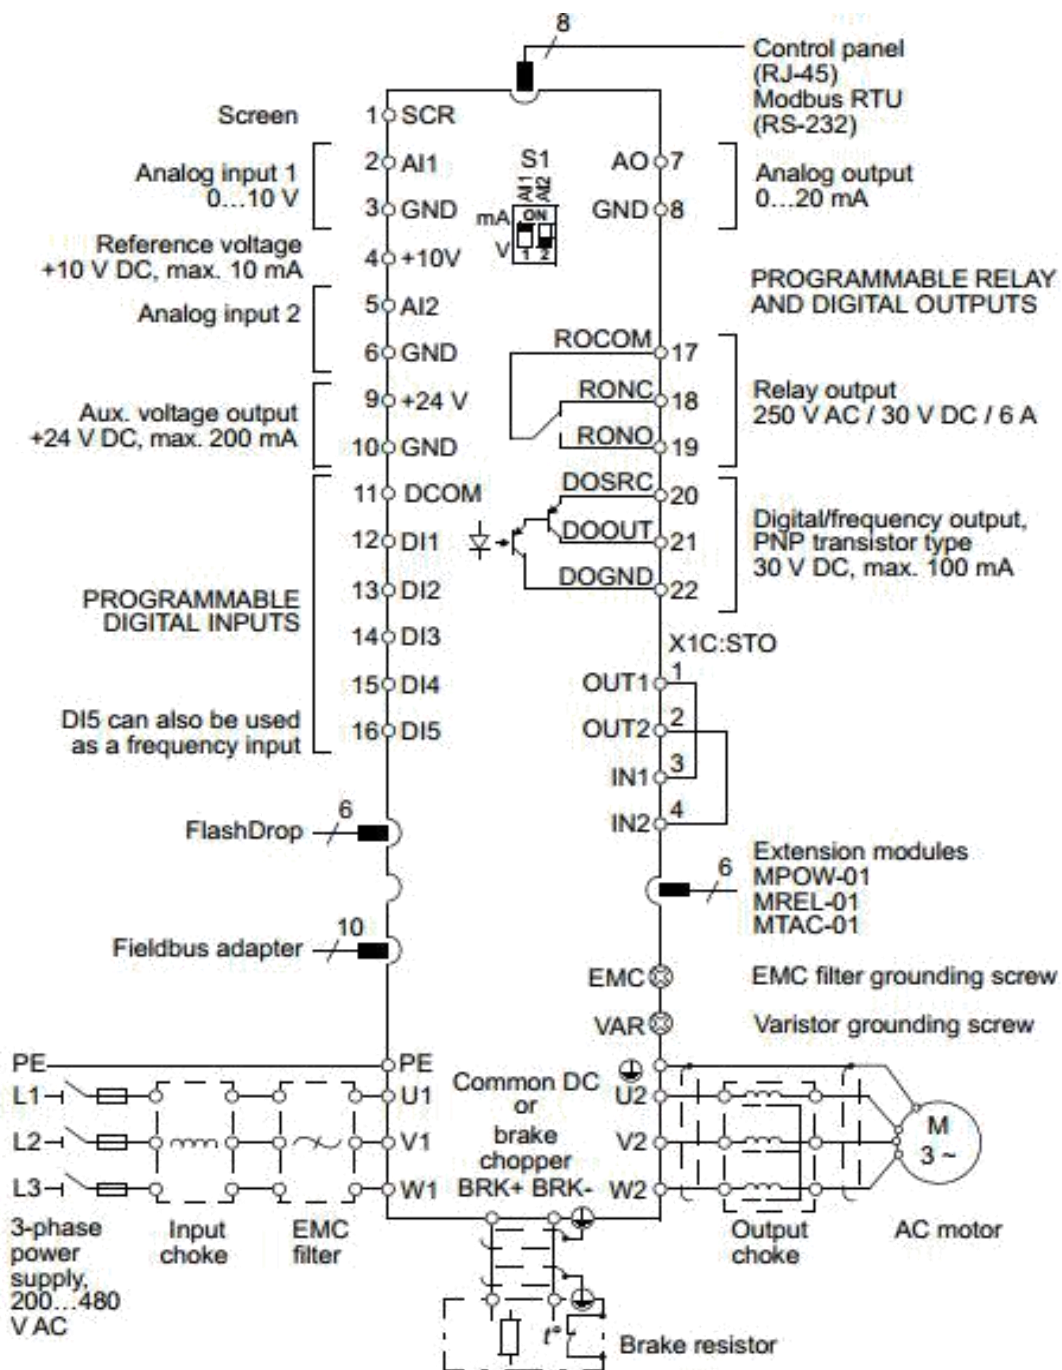 8
Control panel
(RJ-45)
Modbus RTU
(RS-232)
Screen
1 SCR
Analog input 1
0...10 V
2 AI1
3 GND
Reference voltage
+10 V DC, max. 10 mA
4 +10V
Analog input 2
5 AI2
6 GND
Aux. voltage output
+24 V DC, max. 200 mA
9 +24 V
10 GND
11 DCOM
12 DI1
13 DI2
PROGRAMMABLE
DIGITAL INPUTS
14 DI3
15 DI4
16 DI5
DI5 can also be used
as a frequency input
S1
AI1
AI2
mA
ON
V
1 2
AO 7
GND 8
Analog output
0...20 mA
PROGRAMMABLE RELAY
AND DIGITAL OUTPUTS
ROCOM 17
RONC 18
RONO 19
Relay output
250 V AC / 30 V DC / 6 A
DOSRC 20
DOOUT 21
DOGND 22
Digital/frequency output,
PNP transistor type
30 V DC, max. 100 mA
X1C:STO
OUT1 1
OUT2 2
IN1 3
IN2 4
FlashDrop
6
Fieldbus adapter
10
6
Extension modules
MPOW-01
MREL-01
MTAC-01
EMC
EMC filter grounding screw
VAR
Varistor grounding screw
PE
PE
L1
U1
L2
V1
L3
W1
Common DC
or
brake
chopper
BRK+ BRK-
U2
V2
W2
M
3 ~
3-phase
power
supply,
200...480
V AC
Input
choke
EMC
filter
Output
choke
AC motor
t°
Brake resistor